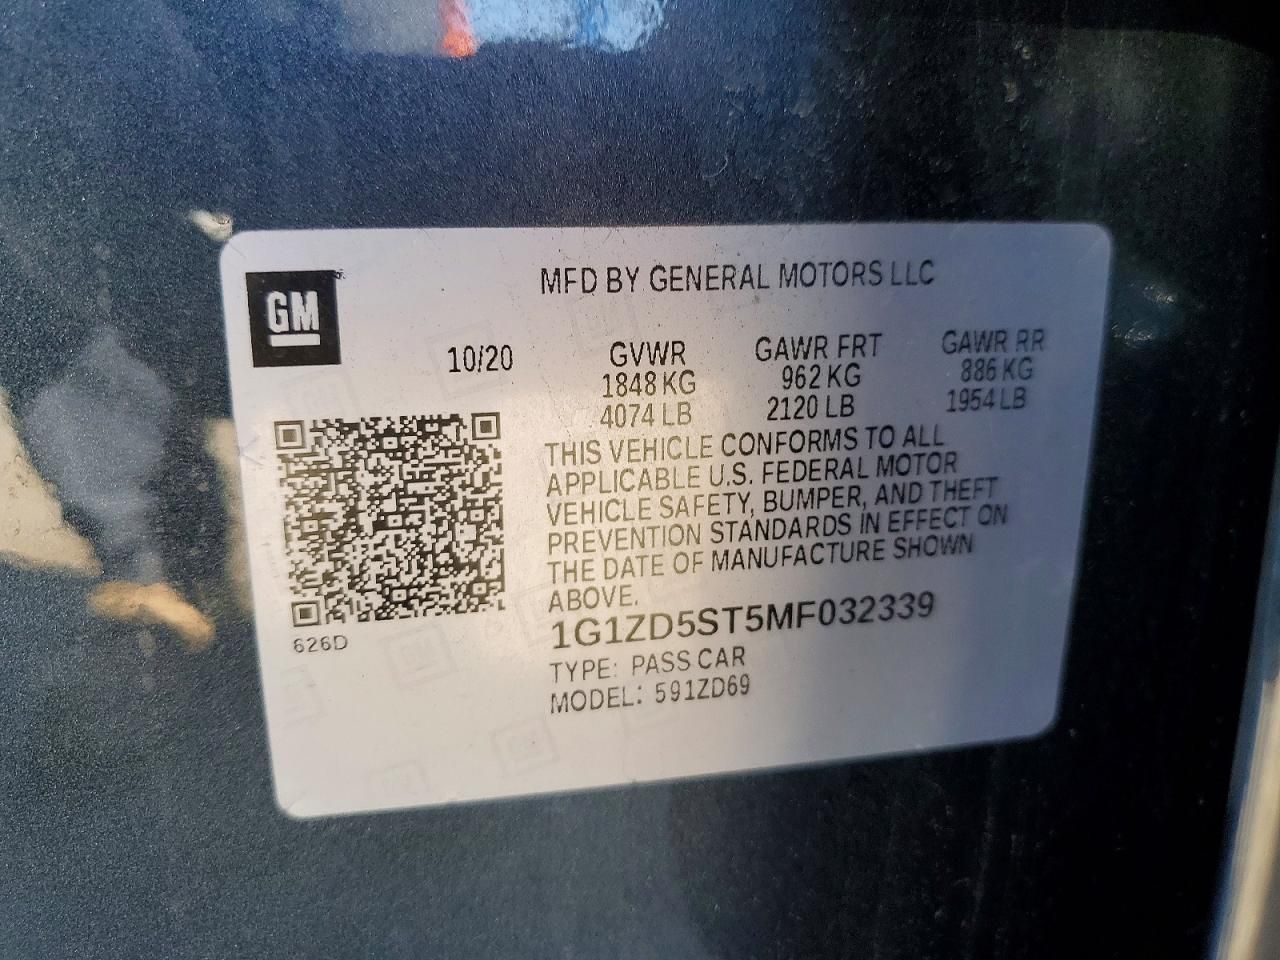 GM
MFD BY GENERAL MOTORS LLC
10/20 GVWR GAWR FRT GAWR RR
1848 KG 962 KG 886 KG
4074 LB 2120 LB 1954 LB
THIS VEHICLE CONFORMS TO ALL
APPLICABLE U.S. FEDERAL MOTOR
VEHICLE SAFETY, BUMPER, AND THEFT
PREVENTION STANDARDS IN EFFECT ON
THE DATE OF MANUFACTURE SHOWN
ABOVE.
1G1ZD5ST5MF032339
TYPE: PASS CAR
MODEL: 591ZD69
626D